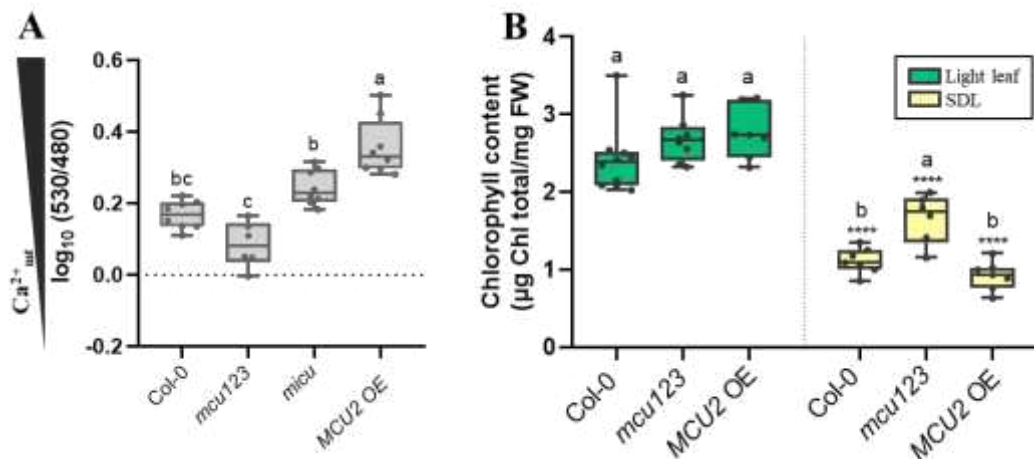 A
Ca²⁺mt
log₁₀ (530/480)
0.6
0.4
0.2
0.0
-0.2
bc
c
b
a
Col-0
mcu123
micu
MCU2 OE
B
Chlorophyll content
(µg Chl total/mg FW)
4
3
2
1
0
a
a
a
b
****
a
****
b
****
Light leaf
SDL
Col-0
mcu123
MCU2 OE
Col-0
mcu123
MCU2 OE